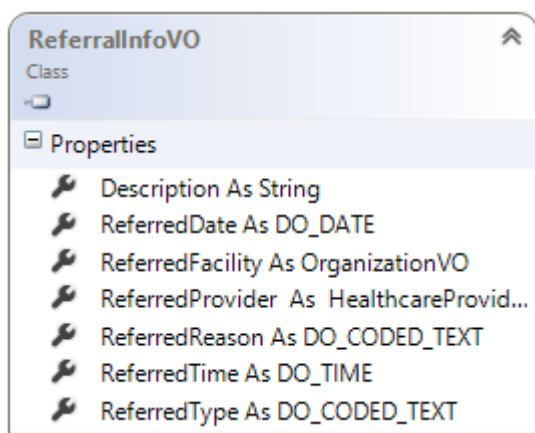 ReferralInfoVO
Class
Properties
Description As String
ReferredDate As DO_DATE
ReferredFacility As OrganizationVO
ReferredProvider As HealthcareProvid...
ReferredReason As DO_CODED_TEXT
ReferredTime As DO_TIME
ReferredType As DO_CODED_TEXT